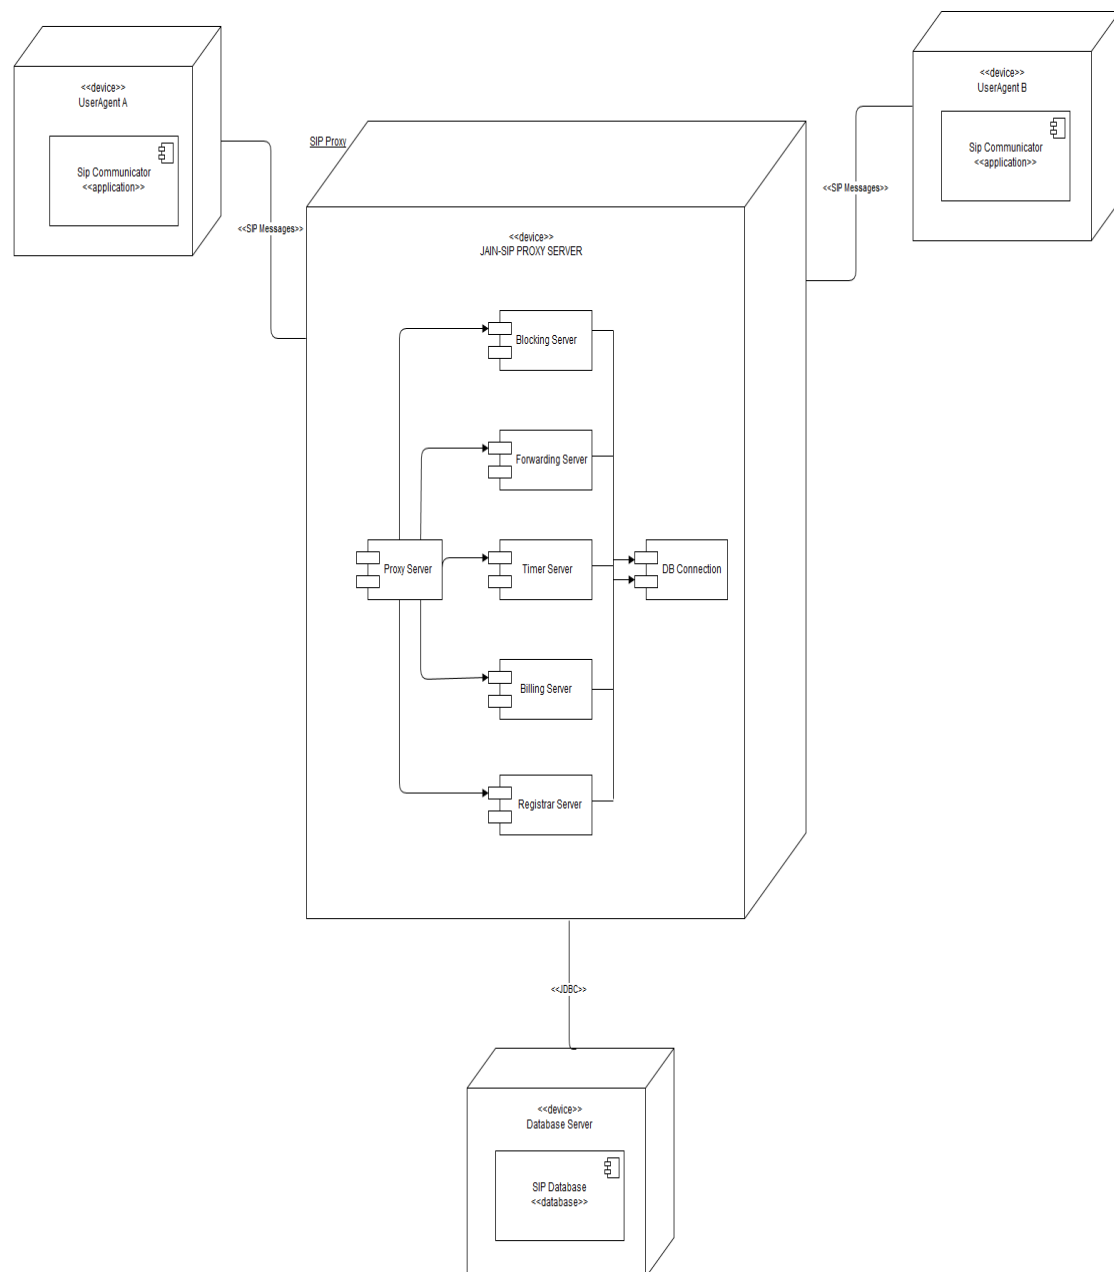 <<device>>
UserAgent A
Sip Communicator
<<application>>
<<SIP Messages>>
SIP Proxy
<<device>>
UserAgent B
Sip Communicator
<<application>>
<<SIP Messages>>
<<device>>
JAIN-SIP PROXY SERVER
Blocking Server
Forwarding Server
Proxy Server
Timer Server
DB Connection
Billing Server
Registrar Server
<<JDBC>>
<<device>>
Database Server
SIP Database
<<database>>